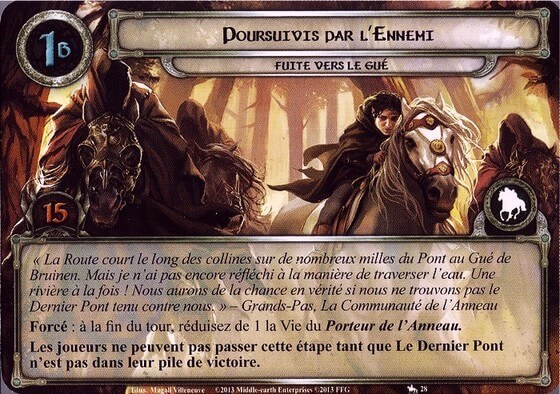 1B
POURSUIVIS PAR L'ENNEMI
FUITE VERS LE GUÉ
15
« La Route court le long des collines sur de nombreux milles du Pont au Gué de
Bruinen. Mais je n'ai pas encore réfléchi à la manière de traverser l'eau. Une
rivière à la fois ! Nous aurons de la chance en vérité si nous ne trouvons pas le
Dernier Pont tenu contre nous. » – Grands-Pas, La Communauté de l'Anneau
Forcé : à la fin du tour, réduisez de 1 la Vie du Porteur de l'Anneau.
Les joueurs ne peuvent pas passer cette étape tant que Le Dernier Pont
n'est pas dans leur pile de victoire.
Illus. Magali Villeneuve ©2013 Middle-earth Enterprises ©2013 FFG 28